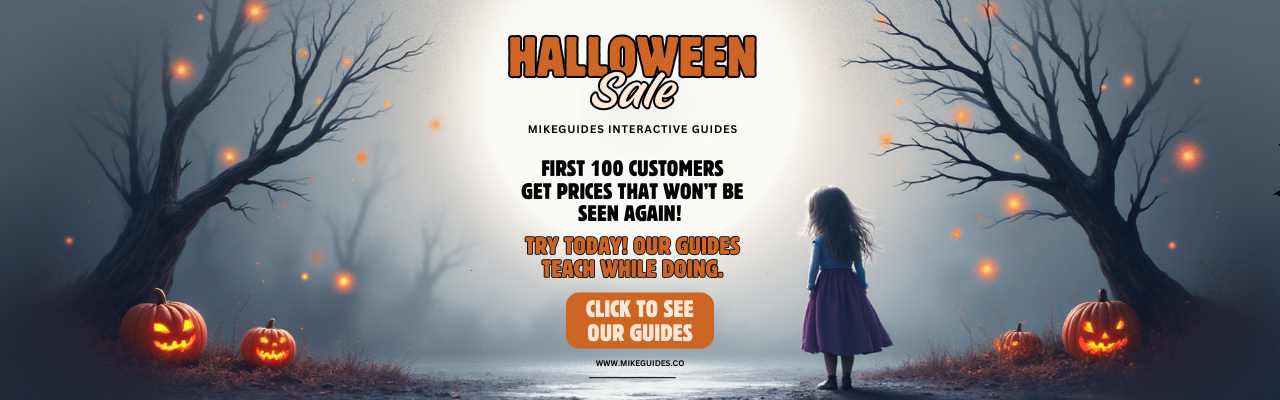 HALLOWEEN
Sale
MIKEGUIDES INTERACTIVE GUIDES
FIRST 100 CUSTOMERS
GET PRICES THAT WON'T BE
SEEN AGAIN!
TRY TODAY! OUR GUIDES
TEACH WHILE DOING.
CLICK TO SEE
OUR GUIDES
WWW.MIKEGUIDES.CO